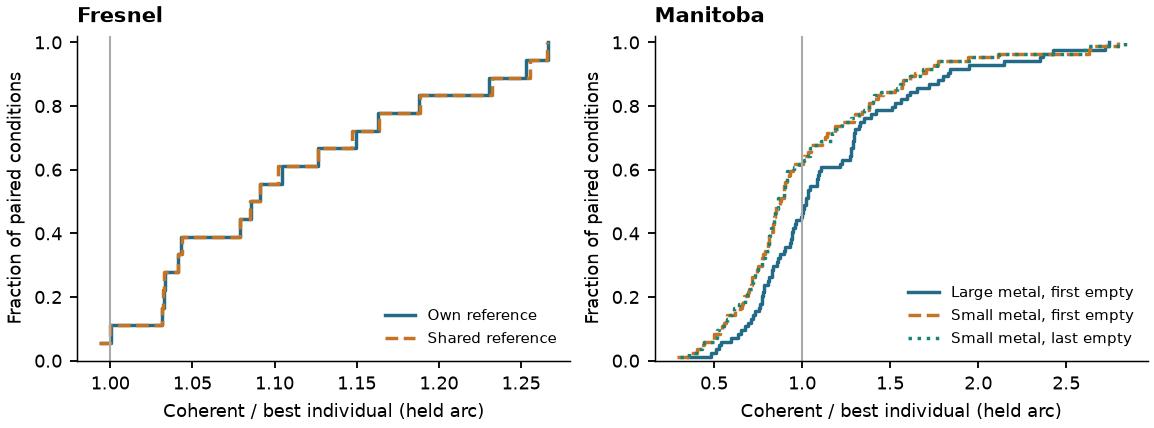 Fresnel
Fraction of paired conditions
1.0
0.8
0.6
0.4
0.2
0.0
1.00
1.05
1.10
1.15
1.20
1.25
Coherent / best individual (held arc)
Own reference
Shared reference
Manitoba
Fraction of paired conditions
1.0
0.8
0.6
0.4
0.2
0.0
0.5
1.0
1.5
2.0
2.5
Coherent / best individual (held arc)
Large metal, first empty
Small metal, first empty
Small metal, last empty